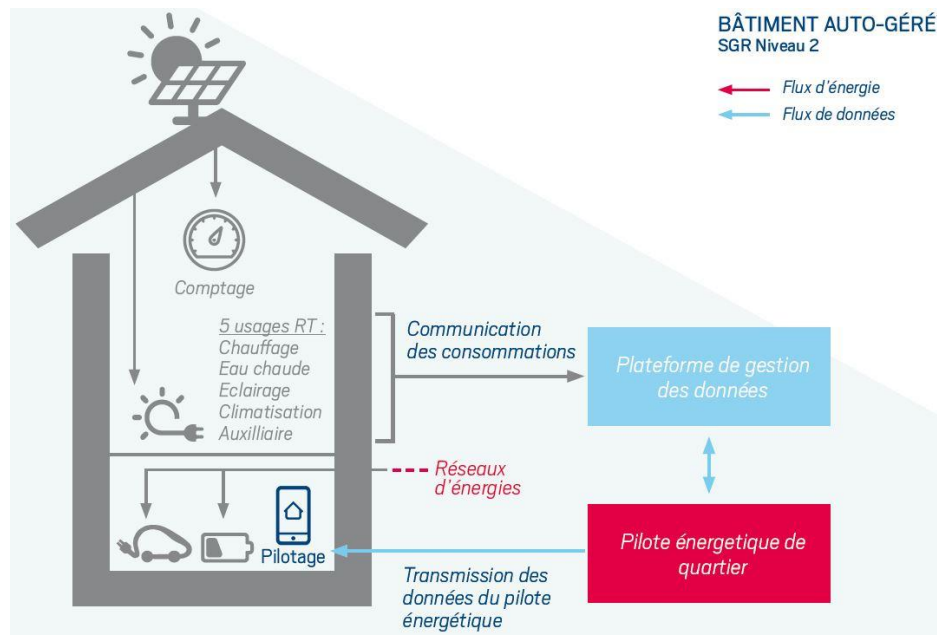 BÂTIMENT AUTO-GÉRÉ
SGR Niveau 2
Flux d'énergie
Flux de données
Comptage
5 usages RT :
Chauffage
Eau chaude
Eclairage
Climatisation
Auxilliaire
Communication
des consommations
Plateforme de gestion
des données
Réseaux
d'énergies
Pilotage
Pilote énergetique de
quartier
Transmission des
données du pilote
énergétique